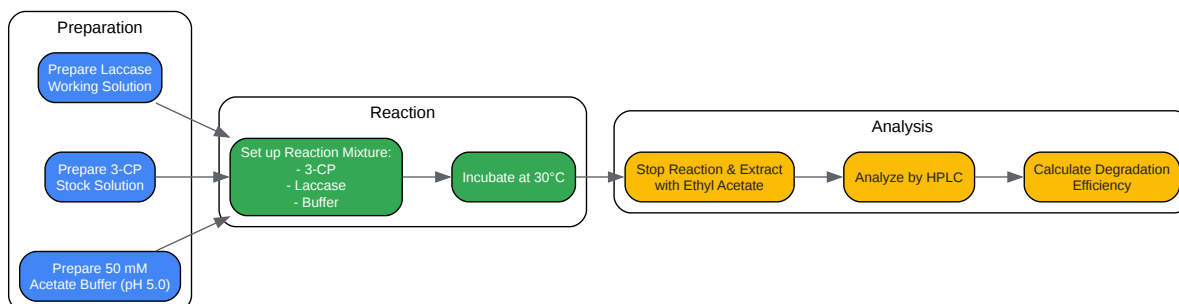 Preparation
Prepare Laccase
Working Solution
Prepare 3-CP
Stock Solution
Prepare 50 mM
Acetate Buffer (pH 5.0)
Reaction
Set up Reaction Mixture:
- 3-CP
- Laccase
- Buffer
Incubate at 30°C
Analysis
Stop Reaction & Extract
with Ethyl Acetate
Analyze by HPLC
Calculate Degradation
Efficiency